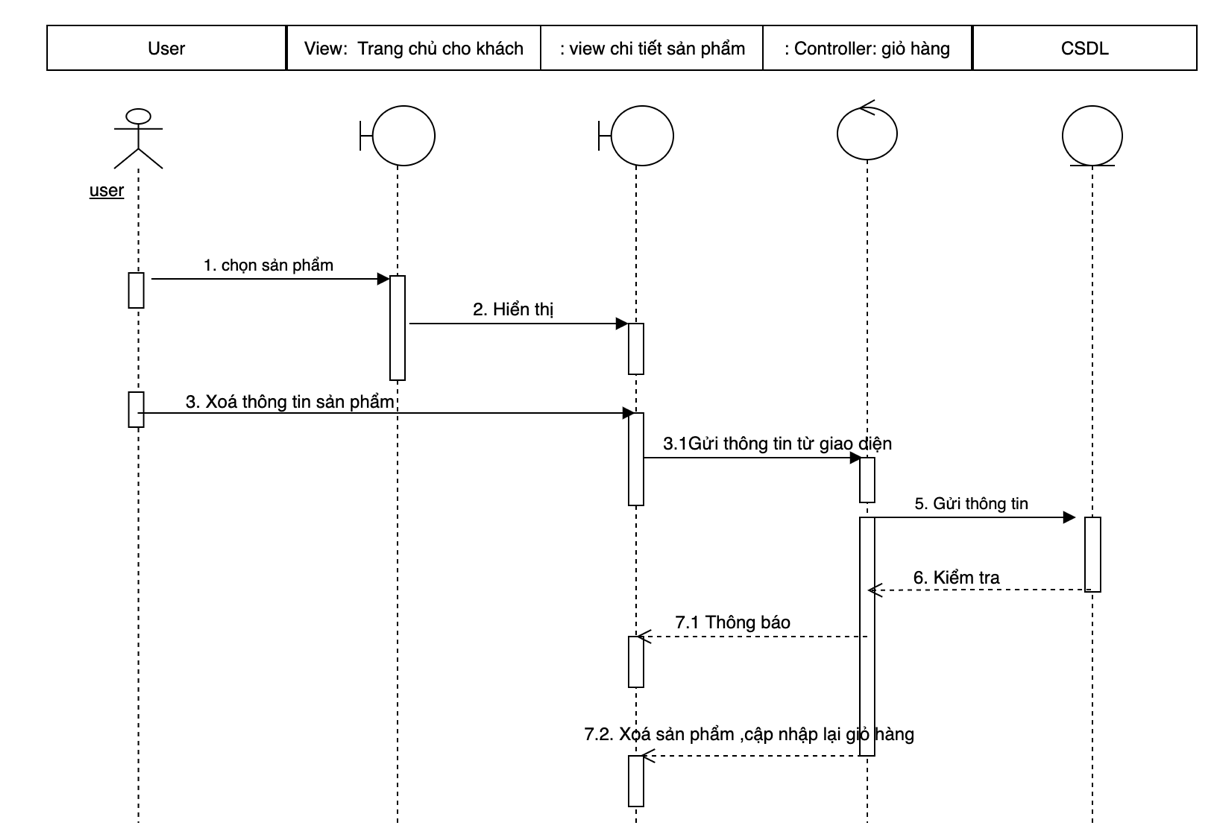 User
View: Trang chủ cho khách
: view chi tiết sản phẩm
: Controller: giỏ hàng
CSDL
user
1. chọn sản phẩm
2. Hiển thị
3. Xoá thông tin sản phẩm
3.1Gửi thông tin từ giao diện
5. Gửi thông tin
6. Kiểm tra
7.1 Thông báo
7.2. Xoá sản phẩm ,cập nhập lại giỏ hàng